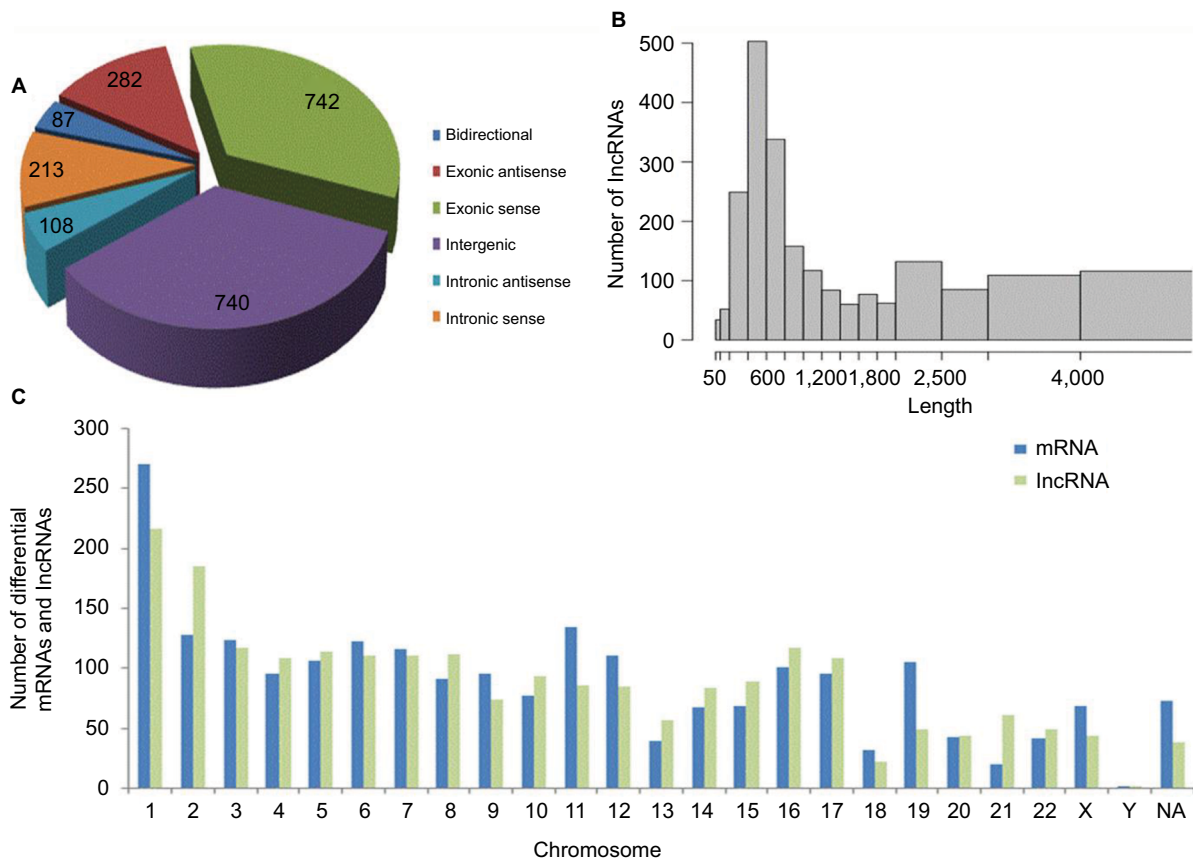 A
282
742
87
213
108
740
Bidirectional
Exonic antisense
Exonic sense
Intergenic
Intronic antisense
Intronic sense
B
500
400
300
200
100
0
Number of lncRNAs
50 600 1,200 1,800 2,500 4,000
Length
C
300
250
200
150
100
50
0
Number of differential
mRNAs and lncRNAs
mRNA
lncRNA
1 2 3 4 5 6 7 8 9 10 11 12 13 14 15 16 17 18 19 20 21 22 X Y NA
Chromosome